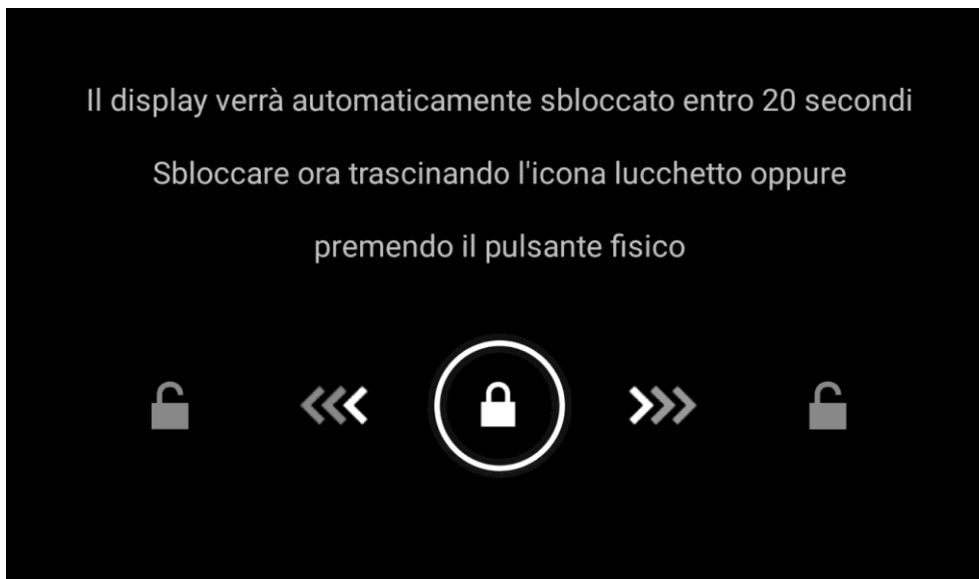 Il display verrà automaticamente sbloccato entro 20 secondi
Sbloccare ora trascinando l'icona lucchetto oppure
premendo il pulsante fisico